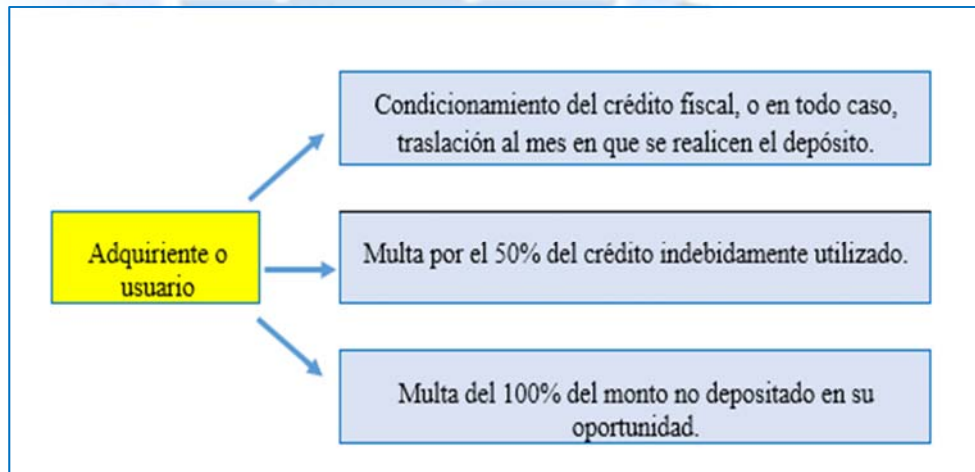 Condicionamiento del crédito fiscal, o en todo caso,
traslación al mes en que se realicen el depósito.
Adquiriente o
usuario
Multa por el 50% del crédito indebidamente utilizado.
Multa del 100% del monto no depositado en su
oportunidad.